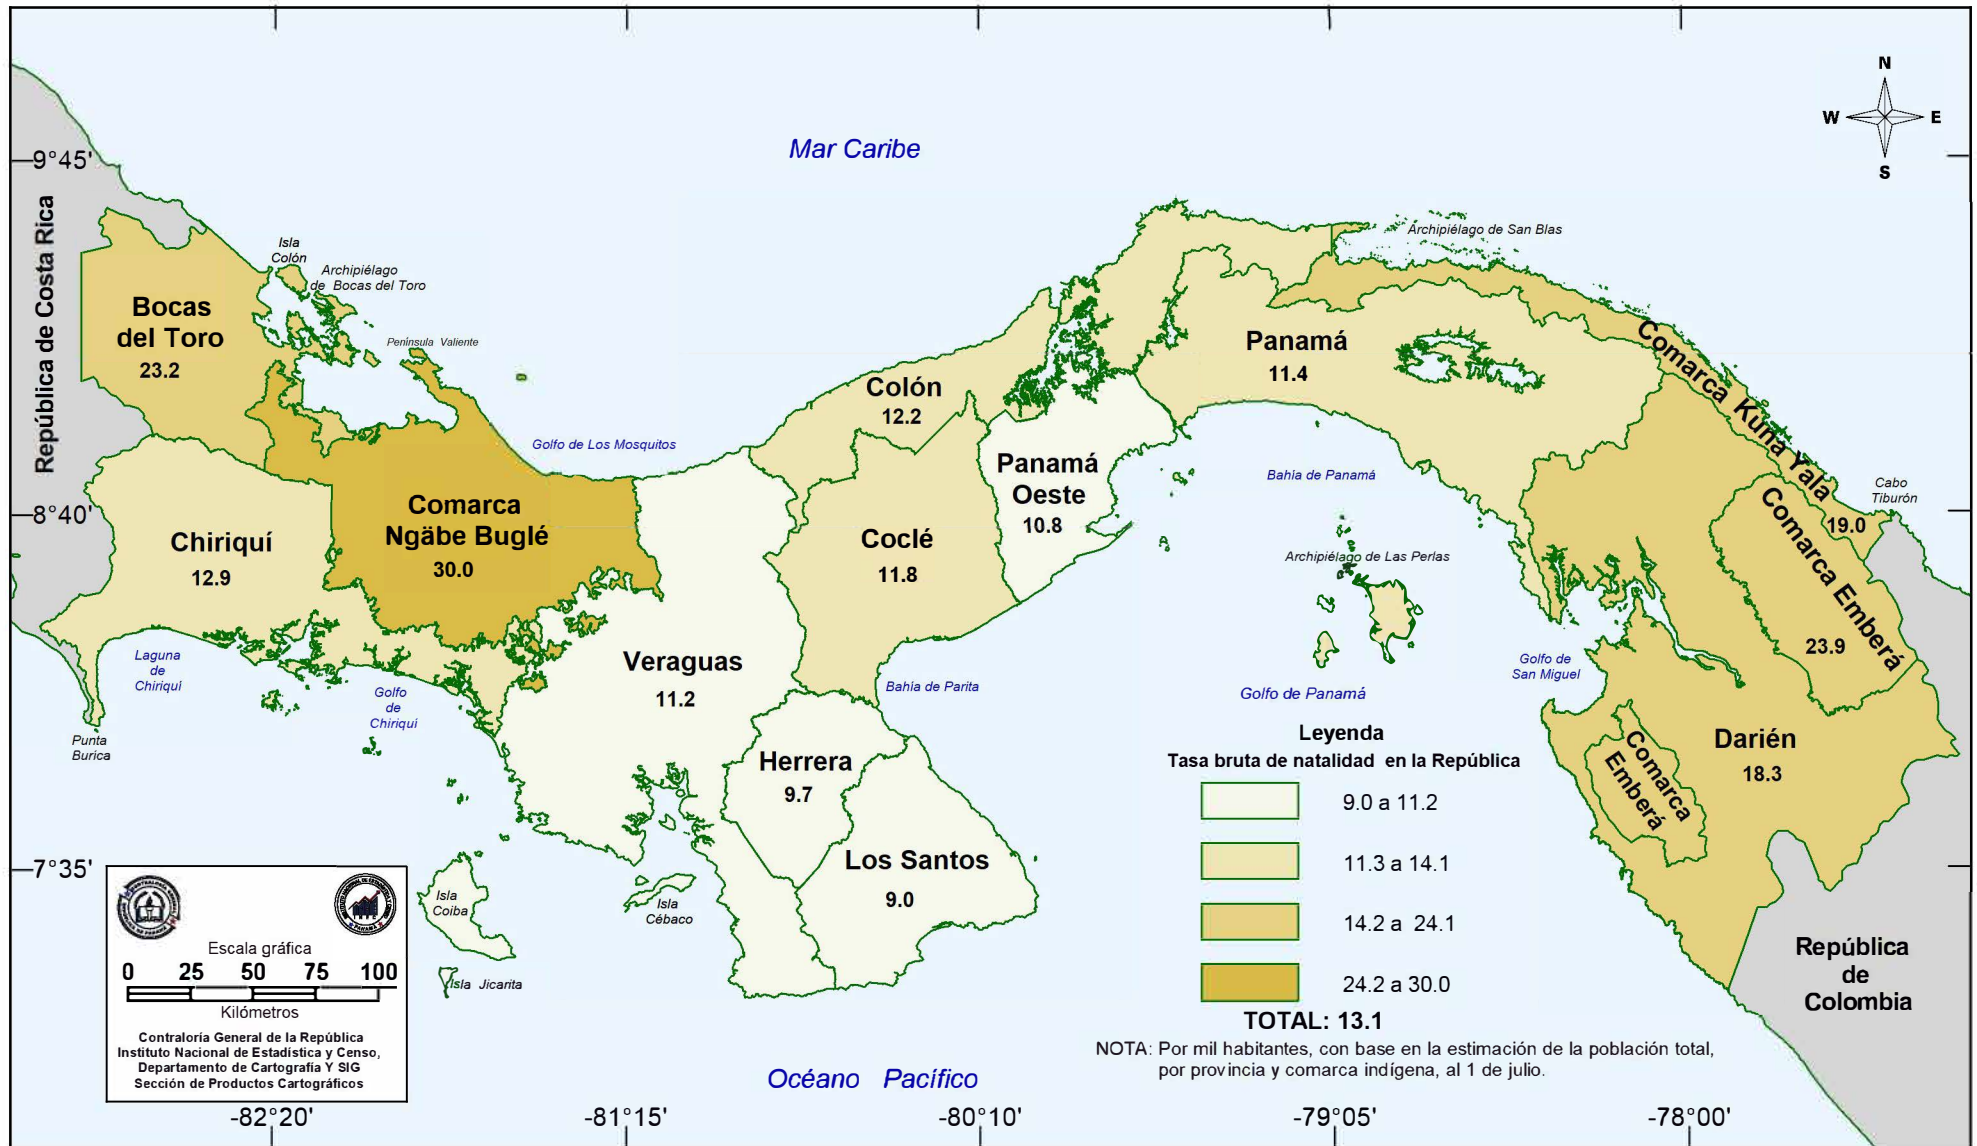 N
W
E
S
Mar Caribe
9°45'
8°40'
7°35'
República de Costa Rica
Isla
Colón
Archipiélago
de Bocas del Toro
Archipiélago de San Blas
Bocas
del Toro
23.2
Península Valiente
Colón
12.2
Panamá
11.4
Comarca Kuna Yala
19.0
Golfo de Los Mosquitos
Panamá
Oeste
10.8
Bahia de Panamá
Cabo
Tiburón
Comarca
Ngäbe Buglé
30.0
Chiriquí
12.9
Coclé
11.8
Archipiélago de Las Perlas
Comarca Emberá
23.9
Laguna
de
Chiriquí
Veraguas
11.2
Golfo
de
Chiriqui
Bahía de Parita
Golfo de Panamá
Golfo de
San Miguel
Punta
Burica
Herrera
9.7
Darién
18.3
Comarca
Emberá
Los Santos
9.0
Isla
Coiba
Isla
Cébaco
Isla Jicarita
Leyenda
Tasa bruta de natalidad en la República
9.0 a 11.2
11.3 a 14.1
14.2 a 24.1
24.2 a 30.0
TOTAL: 13.1
NOTA: Por mil habitantes, con base en la estimación de la población total,
por provincia y comarca indígena, al 1 de julio.
República
de
Colombia
Escala gráfica
0 25 50 75 100
Kilómetros
Contraloría General de la República
Instituto Nacional de Estadística y Censo,
Departamento de Cartografía Y SIG
Sección de Productos Cartográficos
Océano Pacífico
-82°20'
-81°15'
-80°10'
-79°05'
-78°00'